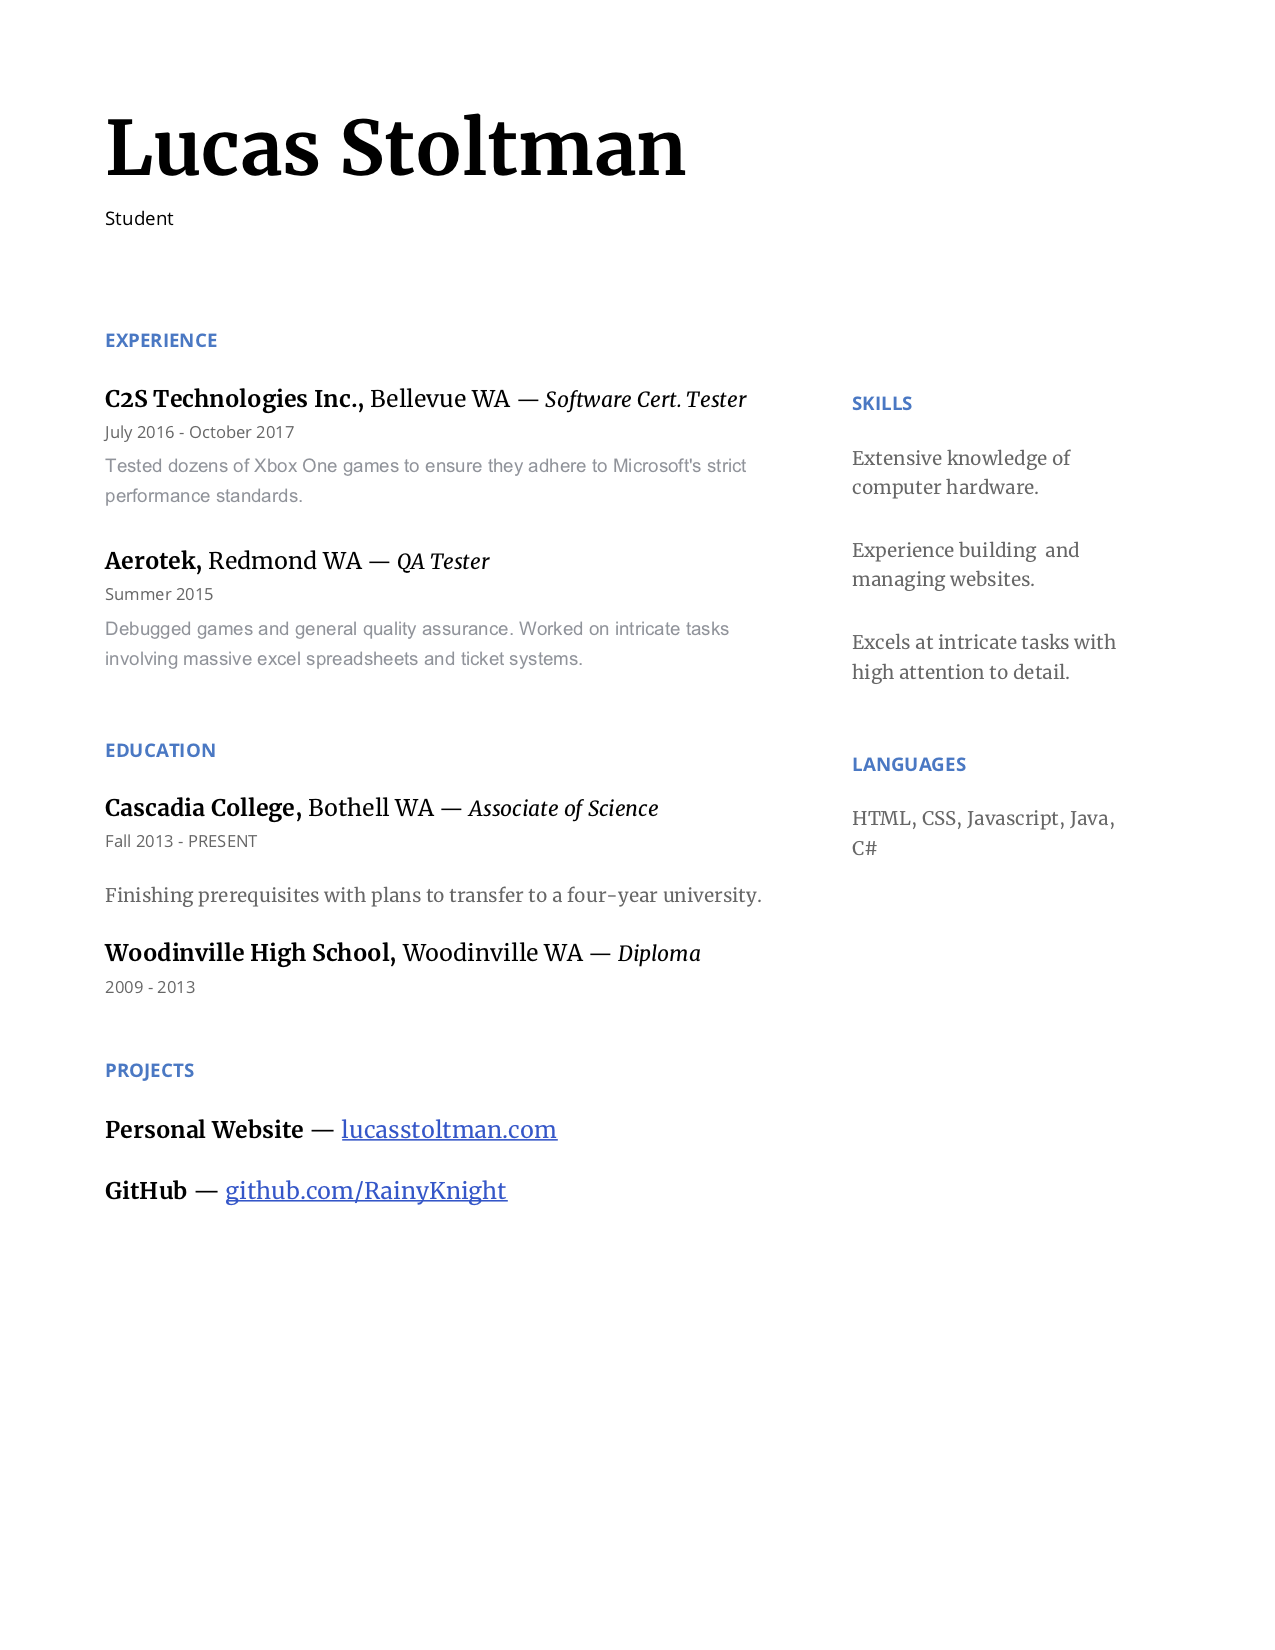 Lucas Stoltman
Student
EXPERIENCE
C2S Technologies Inc., Bellevue WA — Software Cert. Tester
July 2016 - October 2017
Tested dozens of Xbox One games to ensure they adhere to Microsoft's strict
performance standards.
Aerotek, Redmond WA — QA Tester
Summer 2015
Debugged games and general quality assurance. Worked on intricate tasks
involving massive excel spreadsheets and ticket systems.
EDUCATION
Cascadia College, Bothell WA — Associate of Science
Fall 2013 - PRESENT
Finishing prerequisites with plans to transfer to a four-year university.
Woodinville High School, Woodinville WA — Diploma
2009 - 2013
PROJECTS
Personal Website — lucasstoltman.com
GitHub — github.com/RainyKnight
SKILLS
Extensive knowledge of
computer hardware.
Experience building  and
managing websites.
Excels at intricate tasks with
high attention to detail.
LANGUAGES
HTML, CSS, Javascript, Java,
C#